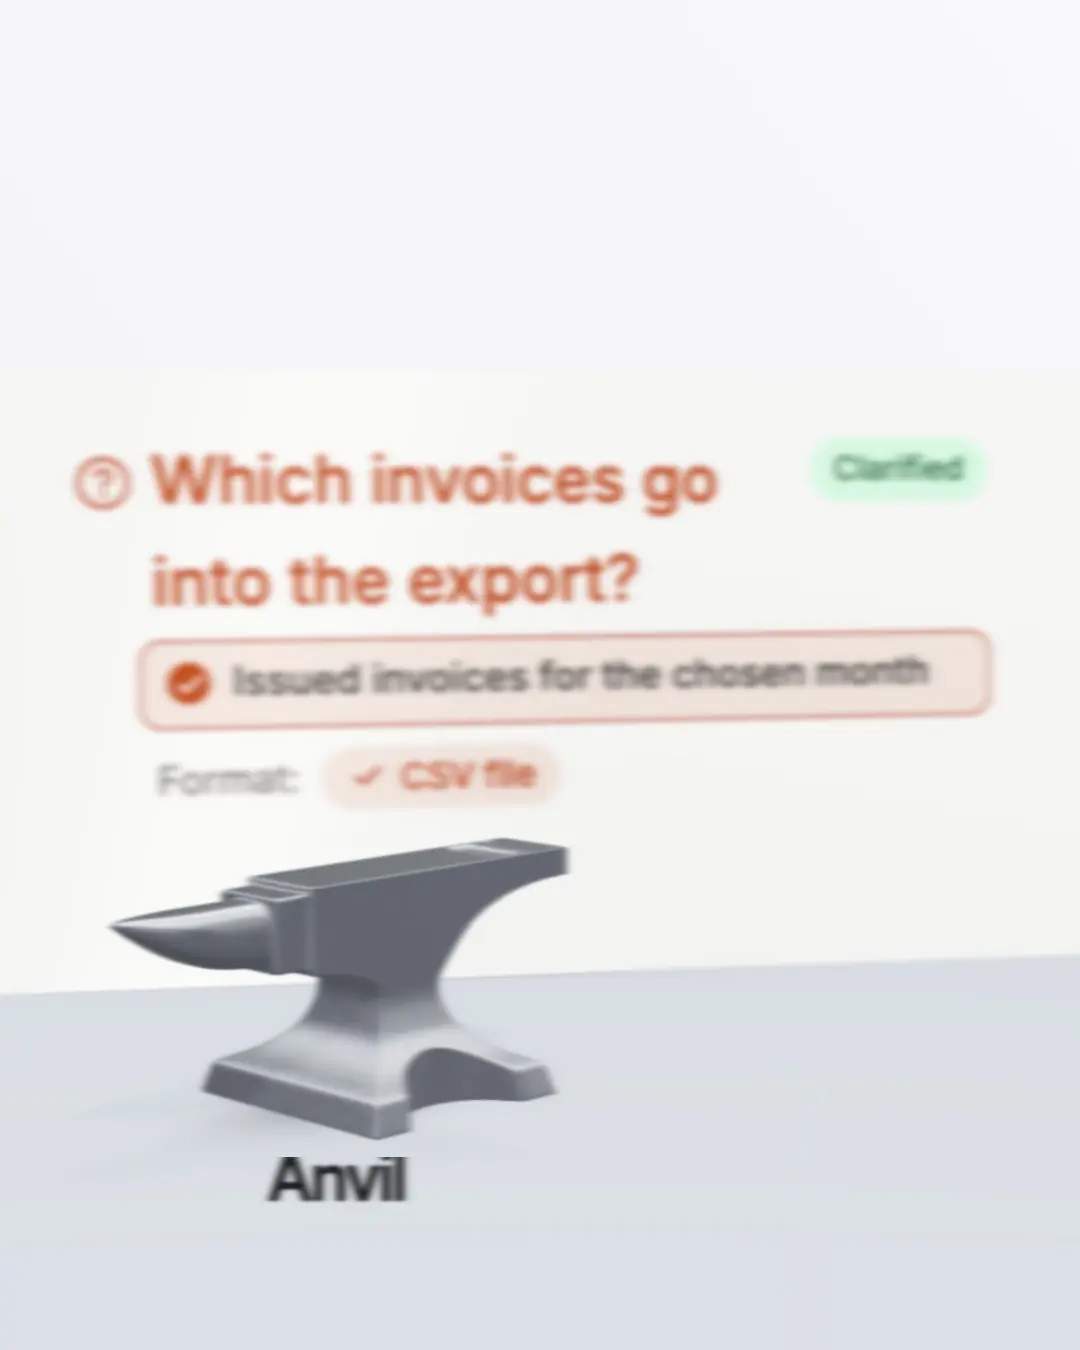 Which invoices go
into the export?
Clarified
Issued invoices for the chosen month
Format: CSV file
Anvil